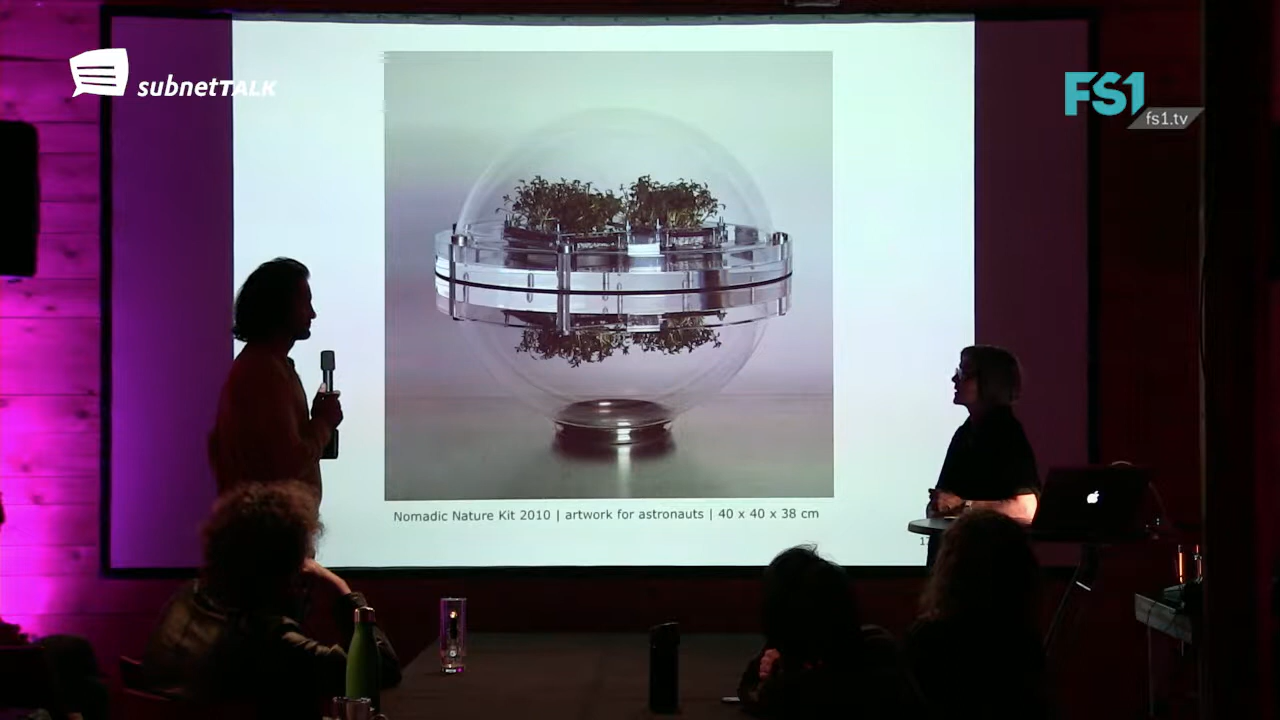 subnetTALK
FS1
fs1.tv
Nomadic Nature Kit 2010 | artwork for astronauts | 40 x 40 x 38 cm